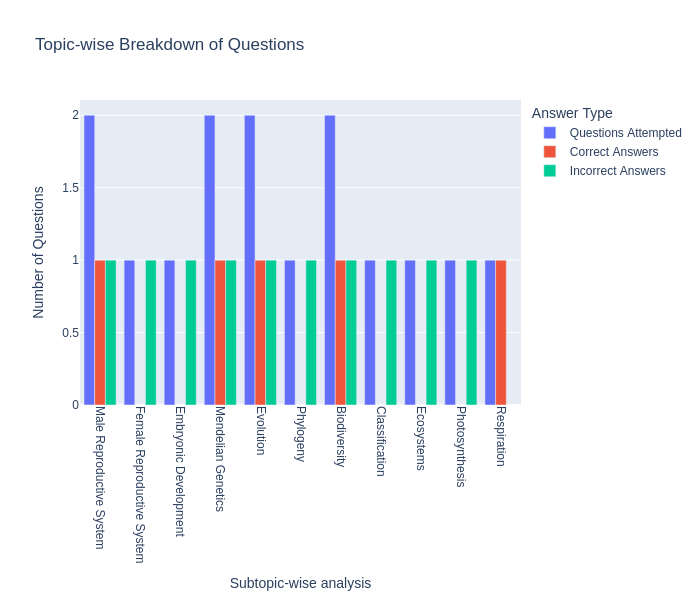 Topic-wise Breakdown of Questions
Answer Type
Questions Attempted
Correct Answers
Incorrect Answers
Number of Questions
2
1.5
1
0.5
0
Male Reproductive System
Female Reproductive System
Embryonic Development
Mendelian Genetics
Evolution
Phylogeny
Biodiversity
Classification
Ecosystems
Photosynthesis
Respiration
Subtopic-wise analysis